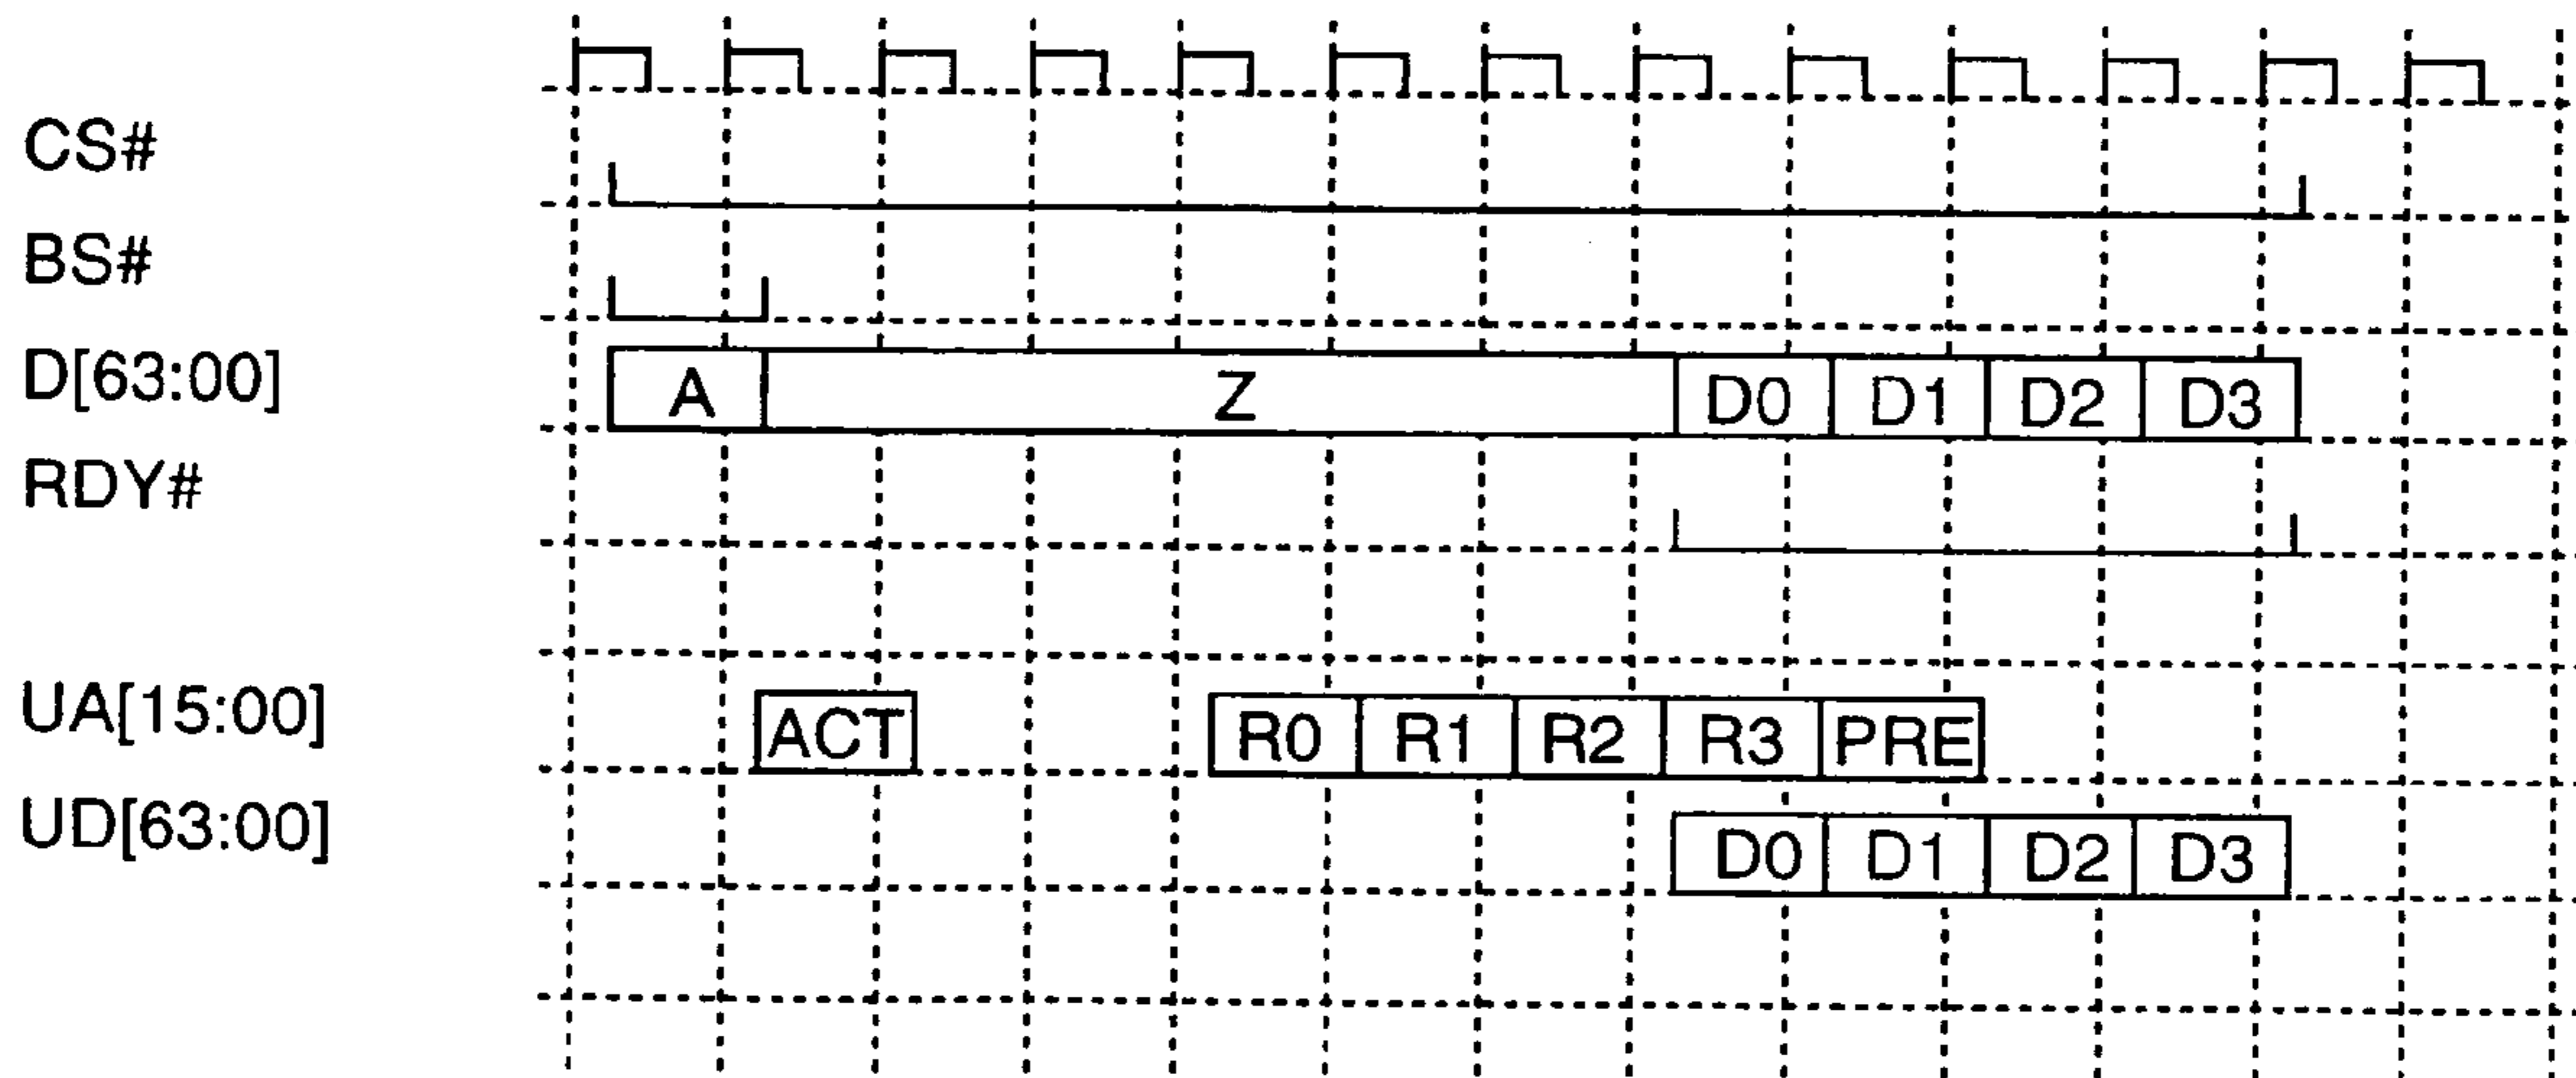 CS#
BS#
D[63:00] A Z D0 D1 D2 D3
RDY#
UA[15:00] ACT R0 R1 R2 R3 PRE
UD[63:00] D0 D1 D2 D3